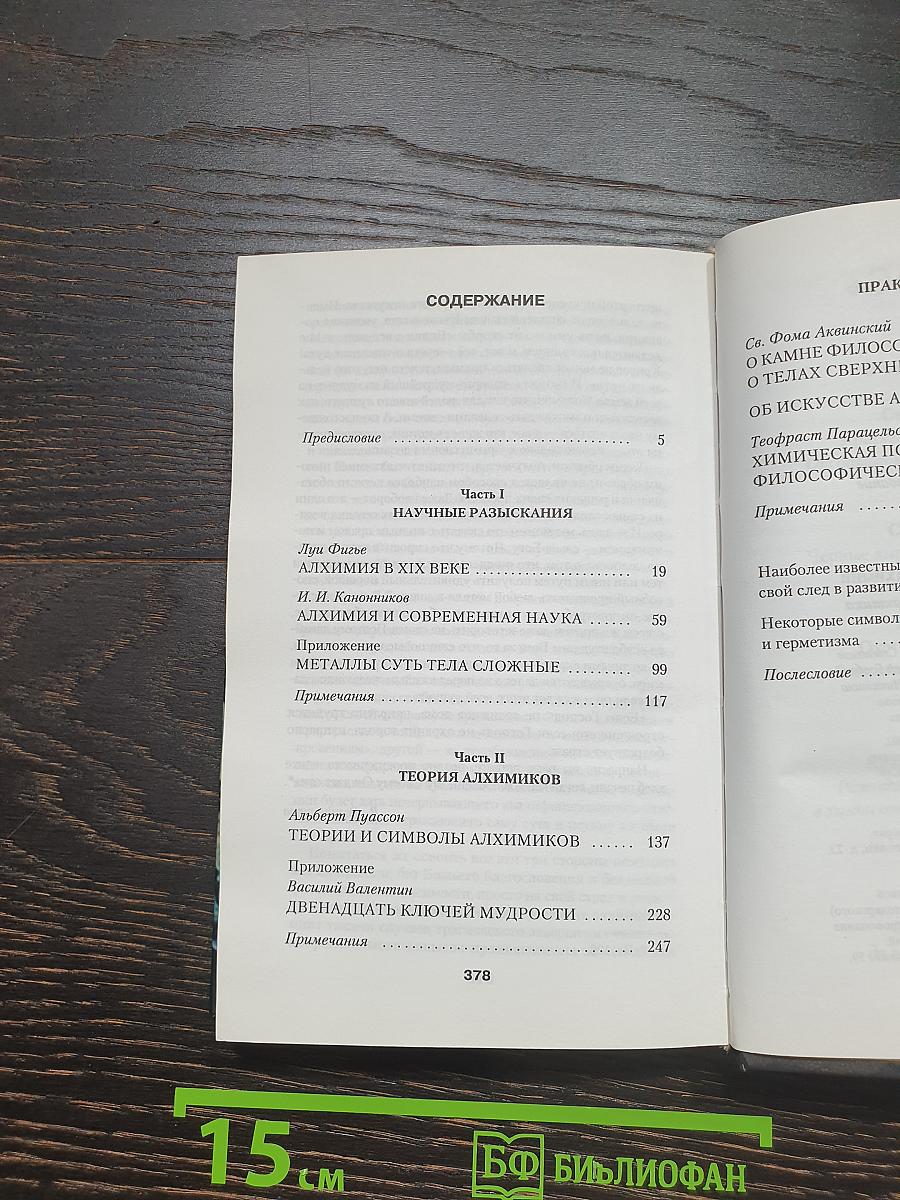 СОДЕРЖАНИЕ
Предисловие ................................ 5
Часть I
НАУЧНЫЕ РАЗЫСКАНИЯ
Луи Фигье
АЛХИМИЯ В XIX ВЕКЕ ..................... 19
И. И. Канонников
АЛХИМИЯ И СОВРЕМЕННАЯ НАУКА ...... 59
Приложение
МЕТАЛЛЫ СУТЬ ТЕЛА СЛОЖНЫЕ ........ 99
Примечания ................................ 117
Часть II
ТЕОРИЯ АЛХИМИКОВ
Альберт Пуассон
ТЕОРИИ И СИМВОЛЫ АЛХИМИКОВ ...... 137
Приложение
Василий Валентин
ДВЕНАДЦАТЬ КЛЮЧЕЙ МУДРОСТИ ....... 228
Примечания ................................ 247
378
ПРАК
Св. Фома Аквинский
О КАМНЕ ФИЛОСО
О ТЕЛАХ СВЕРХН
ОБ ИСКУССТВЕ А
Теофраст Парацельс
ХИМИЧЕСКАЯ ПС
ФИЛОСОФИЧЕС
Примечания .....
Наиболее известны
свой след в развити
Некоторые символ
и герметизма ....
Послесловие .....
15 см
БФ БИБЛИОФАН